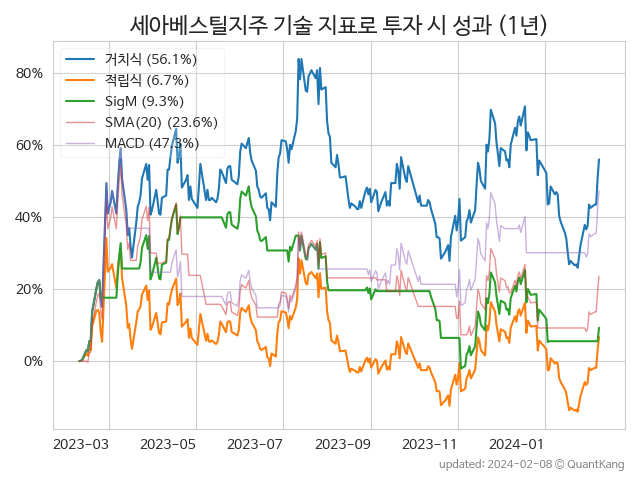 세아베스틸지주 기술 지표로 투자 시 성과 (1년)
거치식 (56.1%)
적립식 (6.7%)
SigM (9.3%)
SMA(20) (23.6%)
MACD (47.3%)
80%
60%
40%
20%
0%
2023-03 2023-05 2023-07 2023-09 2023-11 2024-01
updated: 2024-02-08 © QuantKang